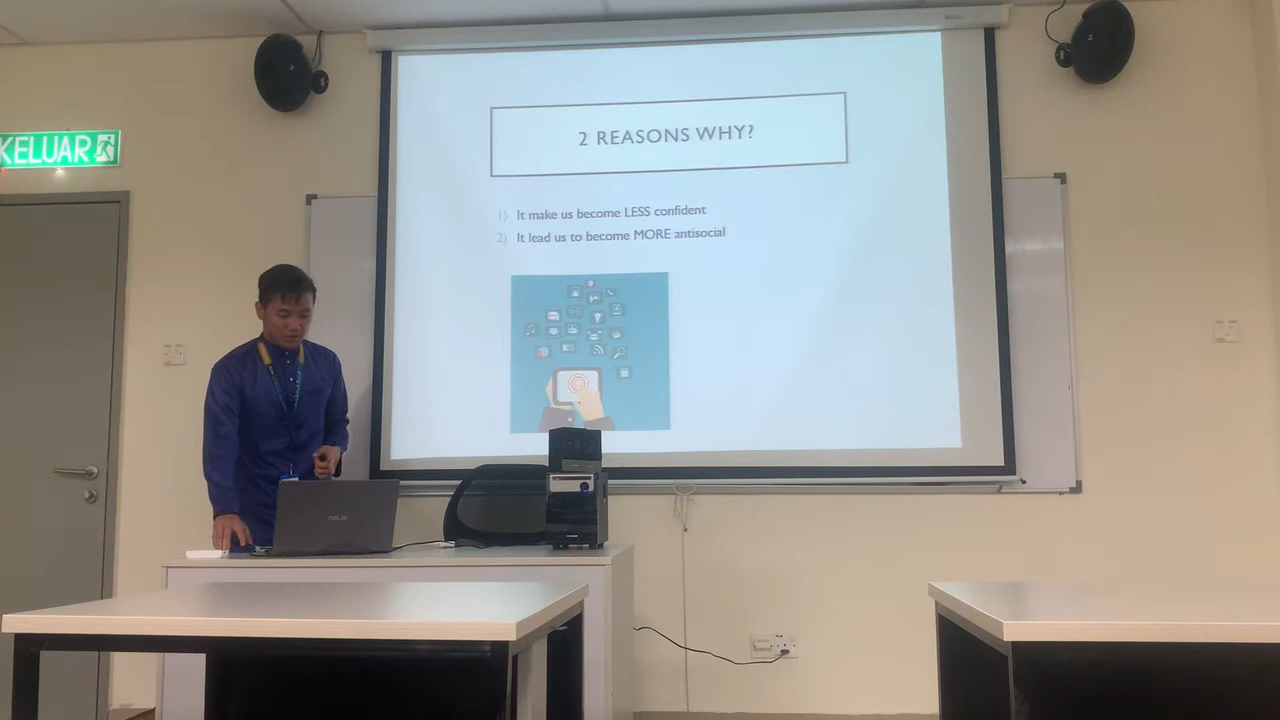 KELUAR
2 REASONS WHY?
1) It make us become LESS confident
2) It lead us to become MORE antisocial
ASUS